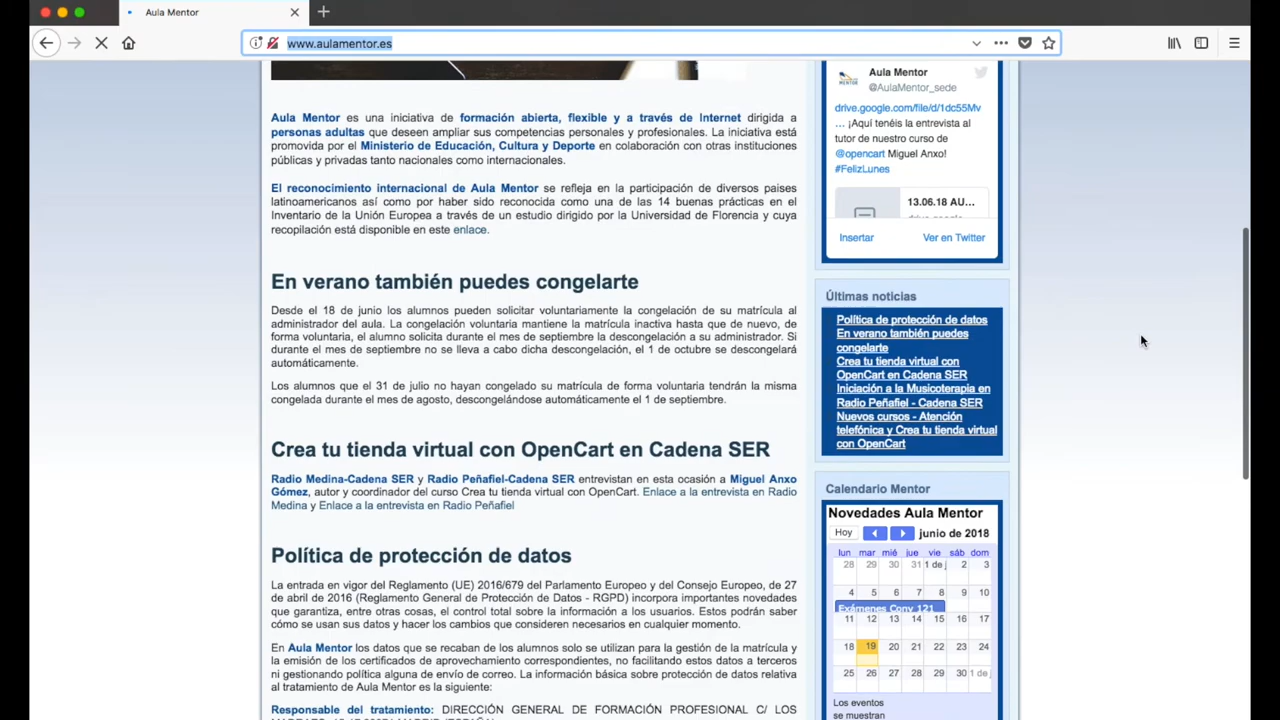 Aula Mentor
www.aulamentor.es
Aula Mentor es una iniciativa de formación abierta, flexible y a través de Internet dirigida a
personas adultas que deseen ampliar sus competencias personales y profesionales. La iniciativa está
promovida por el Ministerio de Educación, Cultura y Deporte en colaboración con otras instituciones
públicas y privadas tanto nacionales como internacionales.
El reconocimiento internacional de Aula Mentor se refleja en la participación de diversos paises
latinoamericanos así como por haber sido reconocida como una de las 14 buenas prácticas en el
Inventario de la Unión Europea a través de un estudio dirigido por la Universidad de Florencia y cuya
recopilación está disponible en este enlace.
En verano también puedes congelarte
Desde el 18 de junio los alumnos pueden solicitar voluntariamente la congelación de su matrícula al
administrador del aula. La congelación voluntaria mantiene la matrícula inactiva hasta que de nuevo, de
forma voluntaria, el alumno solicita durante el mes de septiembre la descongelación a su administrador. Si
durante el mes de septiembre no se lleva a cabo dicha descongelación, el 1 de octubre se descongelará
automáticamente.
Los alumnos que el 31 de julio no hayan congelado su matrícula de forma voluntaria tendrán la misma
congelada durante el mes de agosto, descongelándose automáticamente el 1 de septiembre.
Crea tu tienda virtual con OpenCart en Cadena SER
Radio Medina-Cadena SER y Radio Peñafiel-Cadena SER entrevistan en esta ocasión a Miguel Anxo
Gómez, autor y coordinador del curso Crea tu tienda virtual con OpenCart. Enlace a la entrevista en Radio
Medina y Enlace a la entrevista en Radio Peñafiel
Política de protección de datos
La entrada en vigor del Reglamento (UE) 2016/679 del Parlamento Europeo y del Consejo Europeo, de 27
de abril de 2016 (Reglamento General de Protección de Datos - RGPD) incorpora importantes novedades
que garantiza, entre otras cosas, el control total sobre la información a los usuarios. Estos podrán saber
cómo se usan sus datos y hacer los cambios que consideren necesarios en cualquier momento.
En Aula Mentor los datos que se recaban de los alumnos solo se utilizan para la gestión de la matrícula y
la emisión de los certificados de aprovechamiento correspondientes, no facilitando estos datos a terceros
ni gestionando política alguna de envío de correo. La información básica sobre protección de datos relativa
al tratamiento de Aula Mentor es la siguiente:
Responsable del tratamiento: DIRECCIÓN GENERAL DE FORMACIÓN PROFESIONAL C/ LOS
Aula Mentor
@AulaMentor_sede
drive.google.com/file/d/1dc55Mv
… ¡Aquí tenéis la entrevista al
tutor de nuestro curso de
@opencart Miguel Anxo!
#FelizLunes
13.06.18 AU...
Insertar Ver en Twitter
Últimas noticias
Política de protección de datos
En verano también puedes
congelarte
Crea tu tienda virtual con
OpenCart en Cadena SER
Iniciación a la Musicoterapia en
Radio Peñafiel - Cadena SER
Nuevos cursos - Atención
telefónica y Crea tu tienda virtual
con OpenCart
Calendario Mentor
Novedades Aula Mentor
Hoy junio de 2018
lun mar mié jue vie sáb dom
28 29 30 31 1 de j 2 3
4 5 6 7 8 9 10
Exámenes Conv 121
11 12 13 14 15 16 17
18 19 20 21 22 23 24
25 26 27 28 29 30 1 de j
Los eventos
se muestran